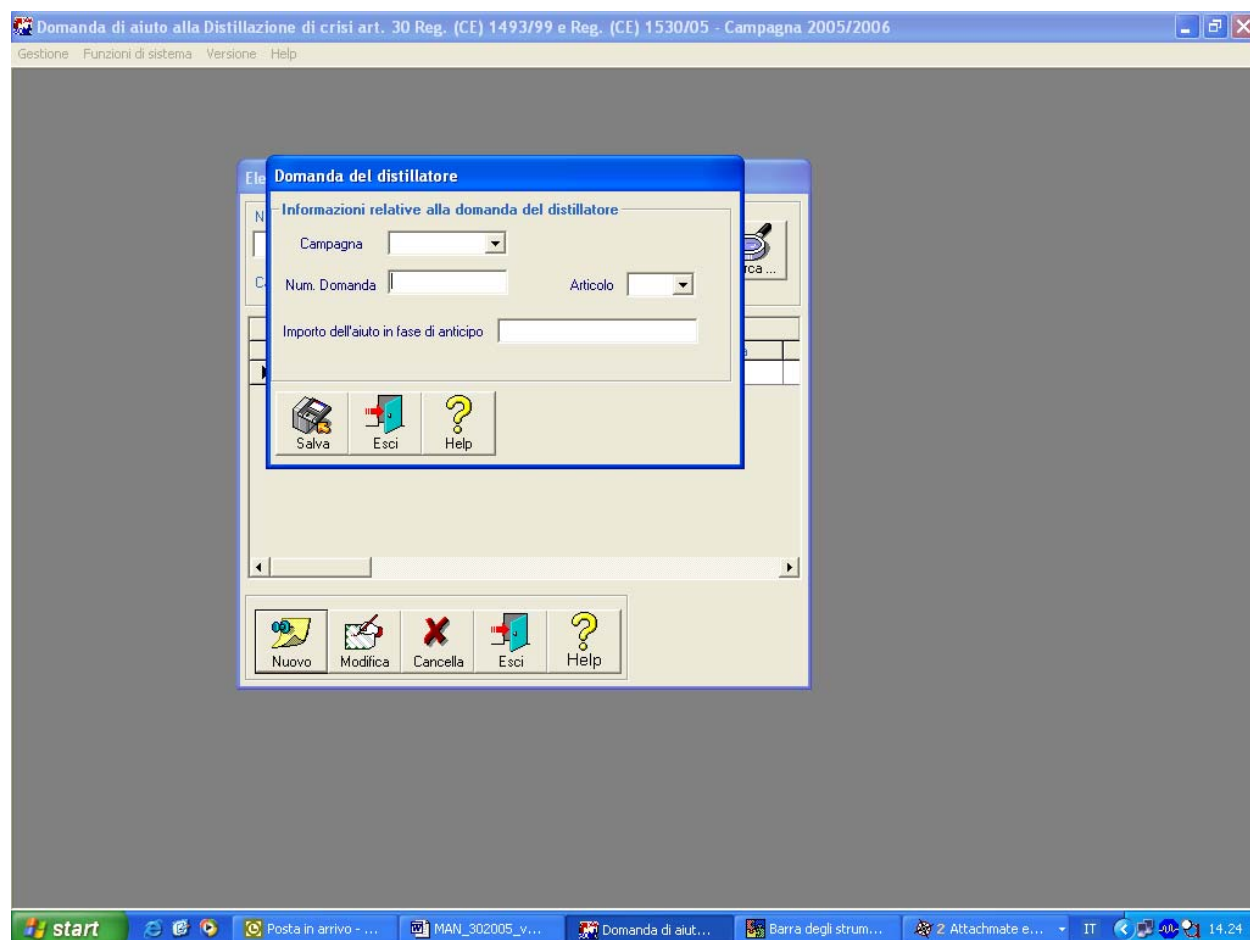 Domanda di aiuto alla Distillazione di crisi art. 30 Reg. (CE) 1493/99 e Reg. (CE) 1530/05 - Campagna 2005/2006
Gestione Funzioni di sistema Versione Help
Domanda del distillatore
Informazioni relative alla domanda del distillatore
Campagna
Num. Domanda Articolo
Importo dell'aiuto in fase di anticipo
Salva Esci Help
Nuovo Modifica Cancella Esci Help
start Posta in arrivo - ... MAN_302005_v... Domanda di aiut... Barra degli strum... 2 Attachmate e... IT 14.24